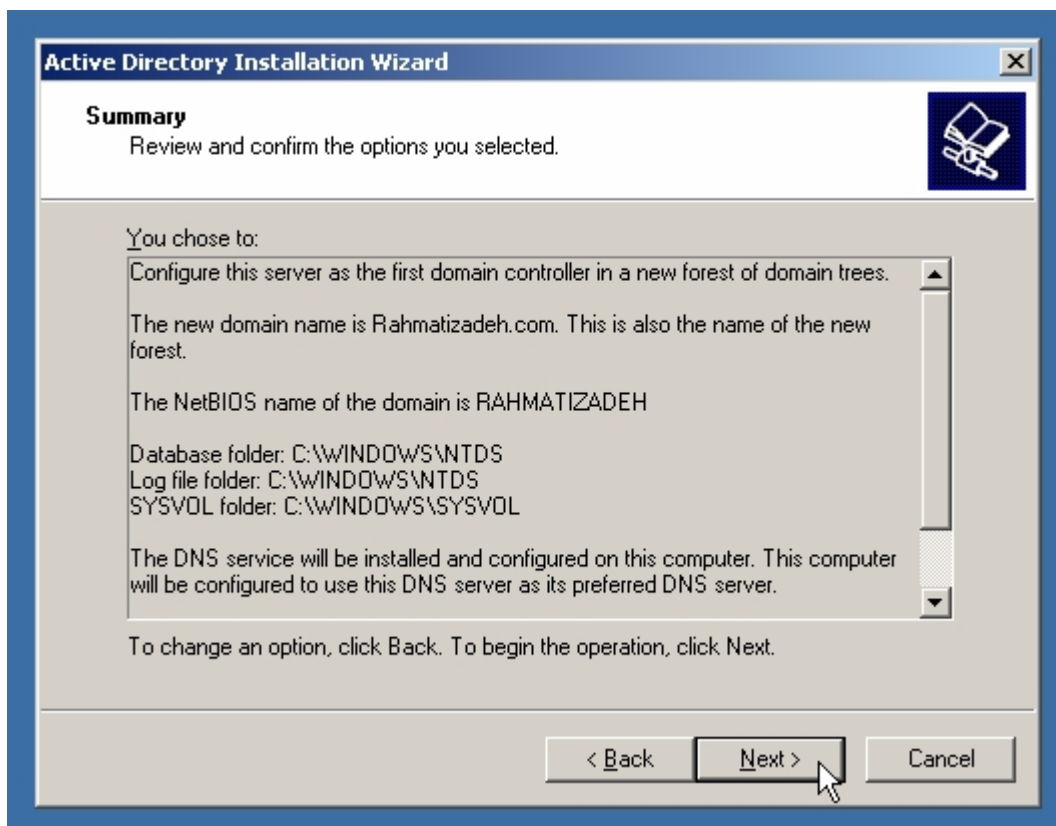 Active Directory Installation Wizard
Summary
Review and confirm the options you selected.
You chose to:
Configure this server as the first domain controller in a new forest of domain trees.
The new domain name is Rahmatizadeh.com. This is also the name of the new
forest.
The NetBIOS name of the domain is RAHMATIZADEH
Database folder: C:\WINDOWS\NTDS
Log file folder: C:\WINDOWS\NTDS
SYSVOL folder: C:\WINDOWS\SYSVOL
The DNS service will be installed and configured on this computer. This computer
will be configured to use this DNS server as its preferred DNS server.
To change an option, click Back. To begin the operation, click Next.
< Back Next > Cancel